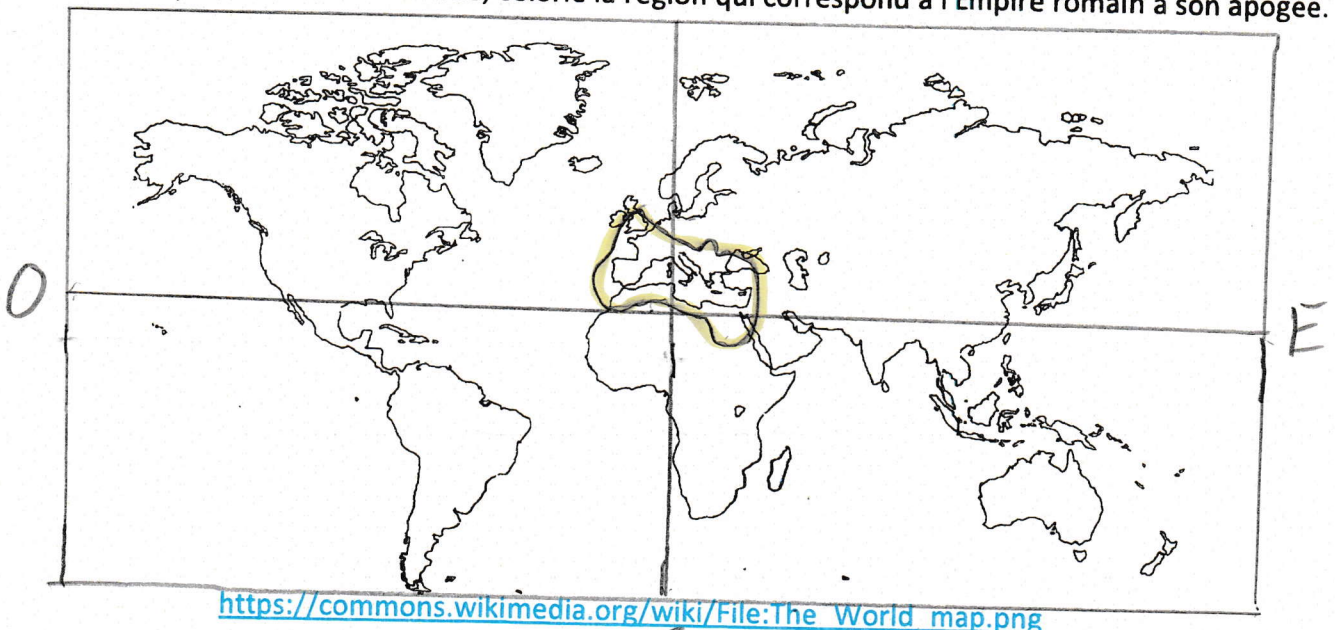 colorie la région qui correspond à l'Empire romain à son apogée.
O
E
https://commons.wikimedia.org/wiki/File:The_World_map.png